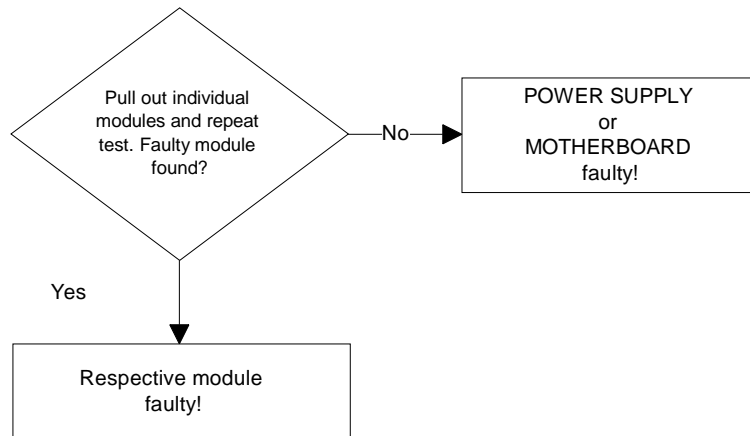 Pull out individual
modules and repeat
test. Faulty module
found?
No
POWER SUPPLY
or
MOTHERBOARD
faulty!
Yes
Respective module
faulty!